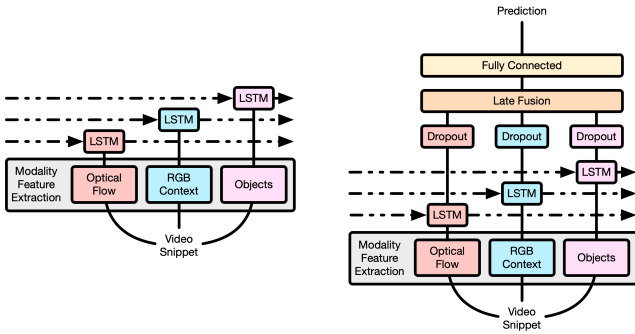 LSTM
LSTM
LSTM
Modality
Feature
Extraction
Optical
Flow
RGB
Context
Objects
Video
Snippet
Prediction
Fully Connected
Late Fusion
Dropout
Dropout
Dropout
LSTM
LSTM
LSTM
Modality
Feature
Extraction
Optical
Flow
RGB
Context
Objects
Video
Snippet